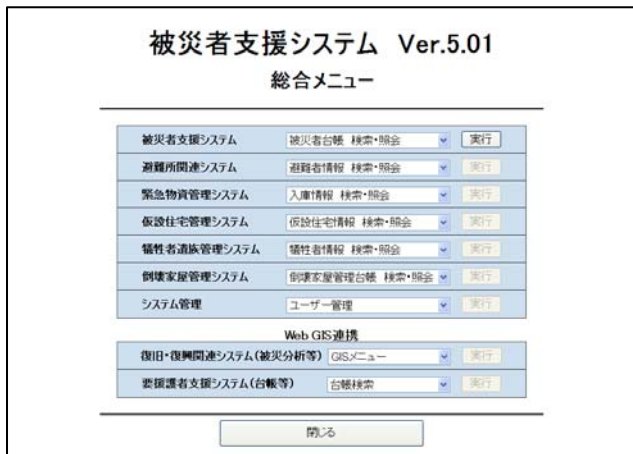 被災者支援システム Ver.5.01
総合メニュー
被災者支援システム 被災者台帳 検索・照会 実行
避難所関連システム 避難者情報 検索・照会 実行
緊急物資管理システム 入庫情報 検索・照会 実行
仮設住宅管理システム 仮設住宅情報 検索・照会 実行
犠牲者遺族管理システム 犠牲者情報 検索・照会 実行
倒壊家屋管理システム 倒壊家屋管理台帳 検索・照会 実行
システム管理 ユーザー管理 実行
Web GIS連携
復旧・復興関連システム(被災分析等) GISメニュー 実行
要援護者支援システム(台帳等) 台帳検索 実行
閉じる